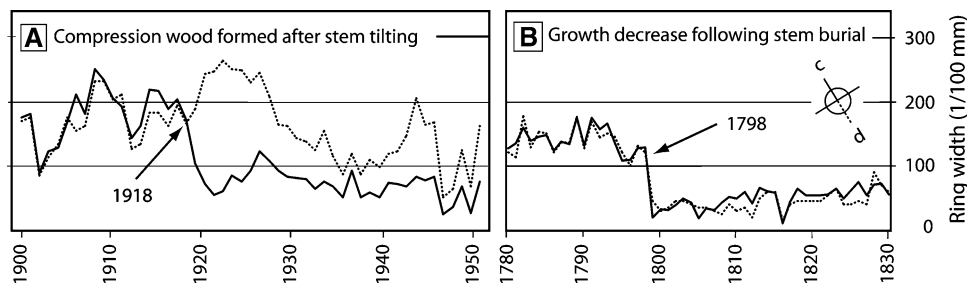 A Compression wood formed after stem tilting
1918
1900 1910 1920 1930 1940 1950
B Growth decrease following stem burial
c
d
1798
1780 1790 1800 1810 1820 1830
300
200
100
0
Ring width (1/100 mm)